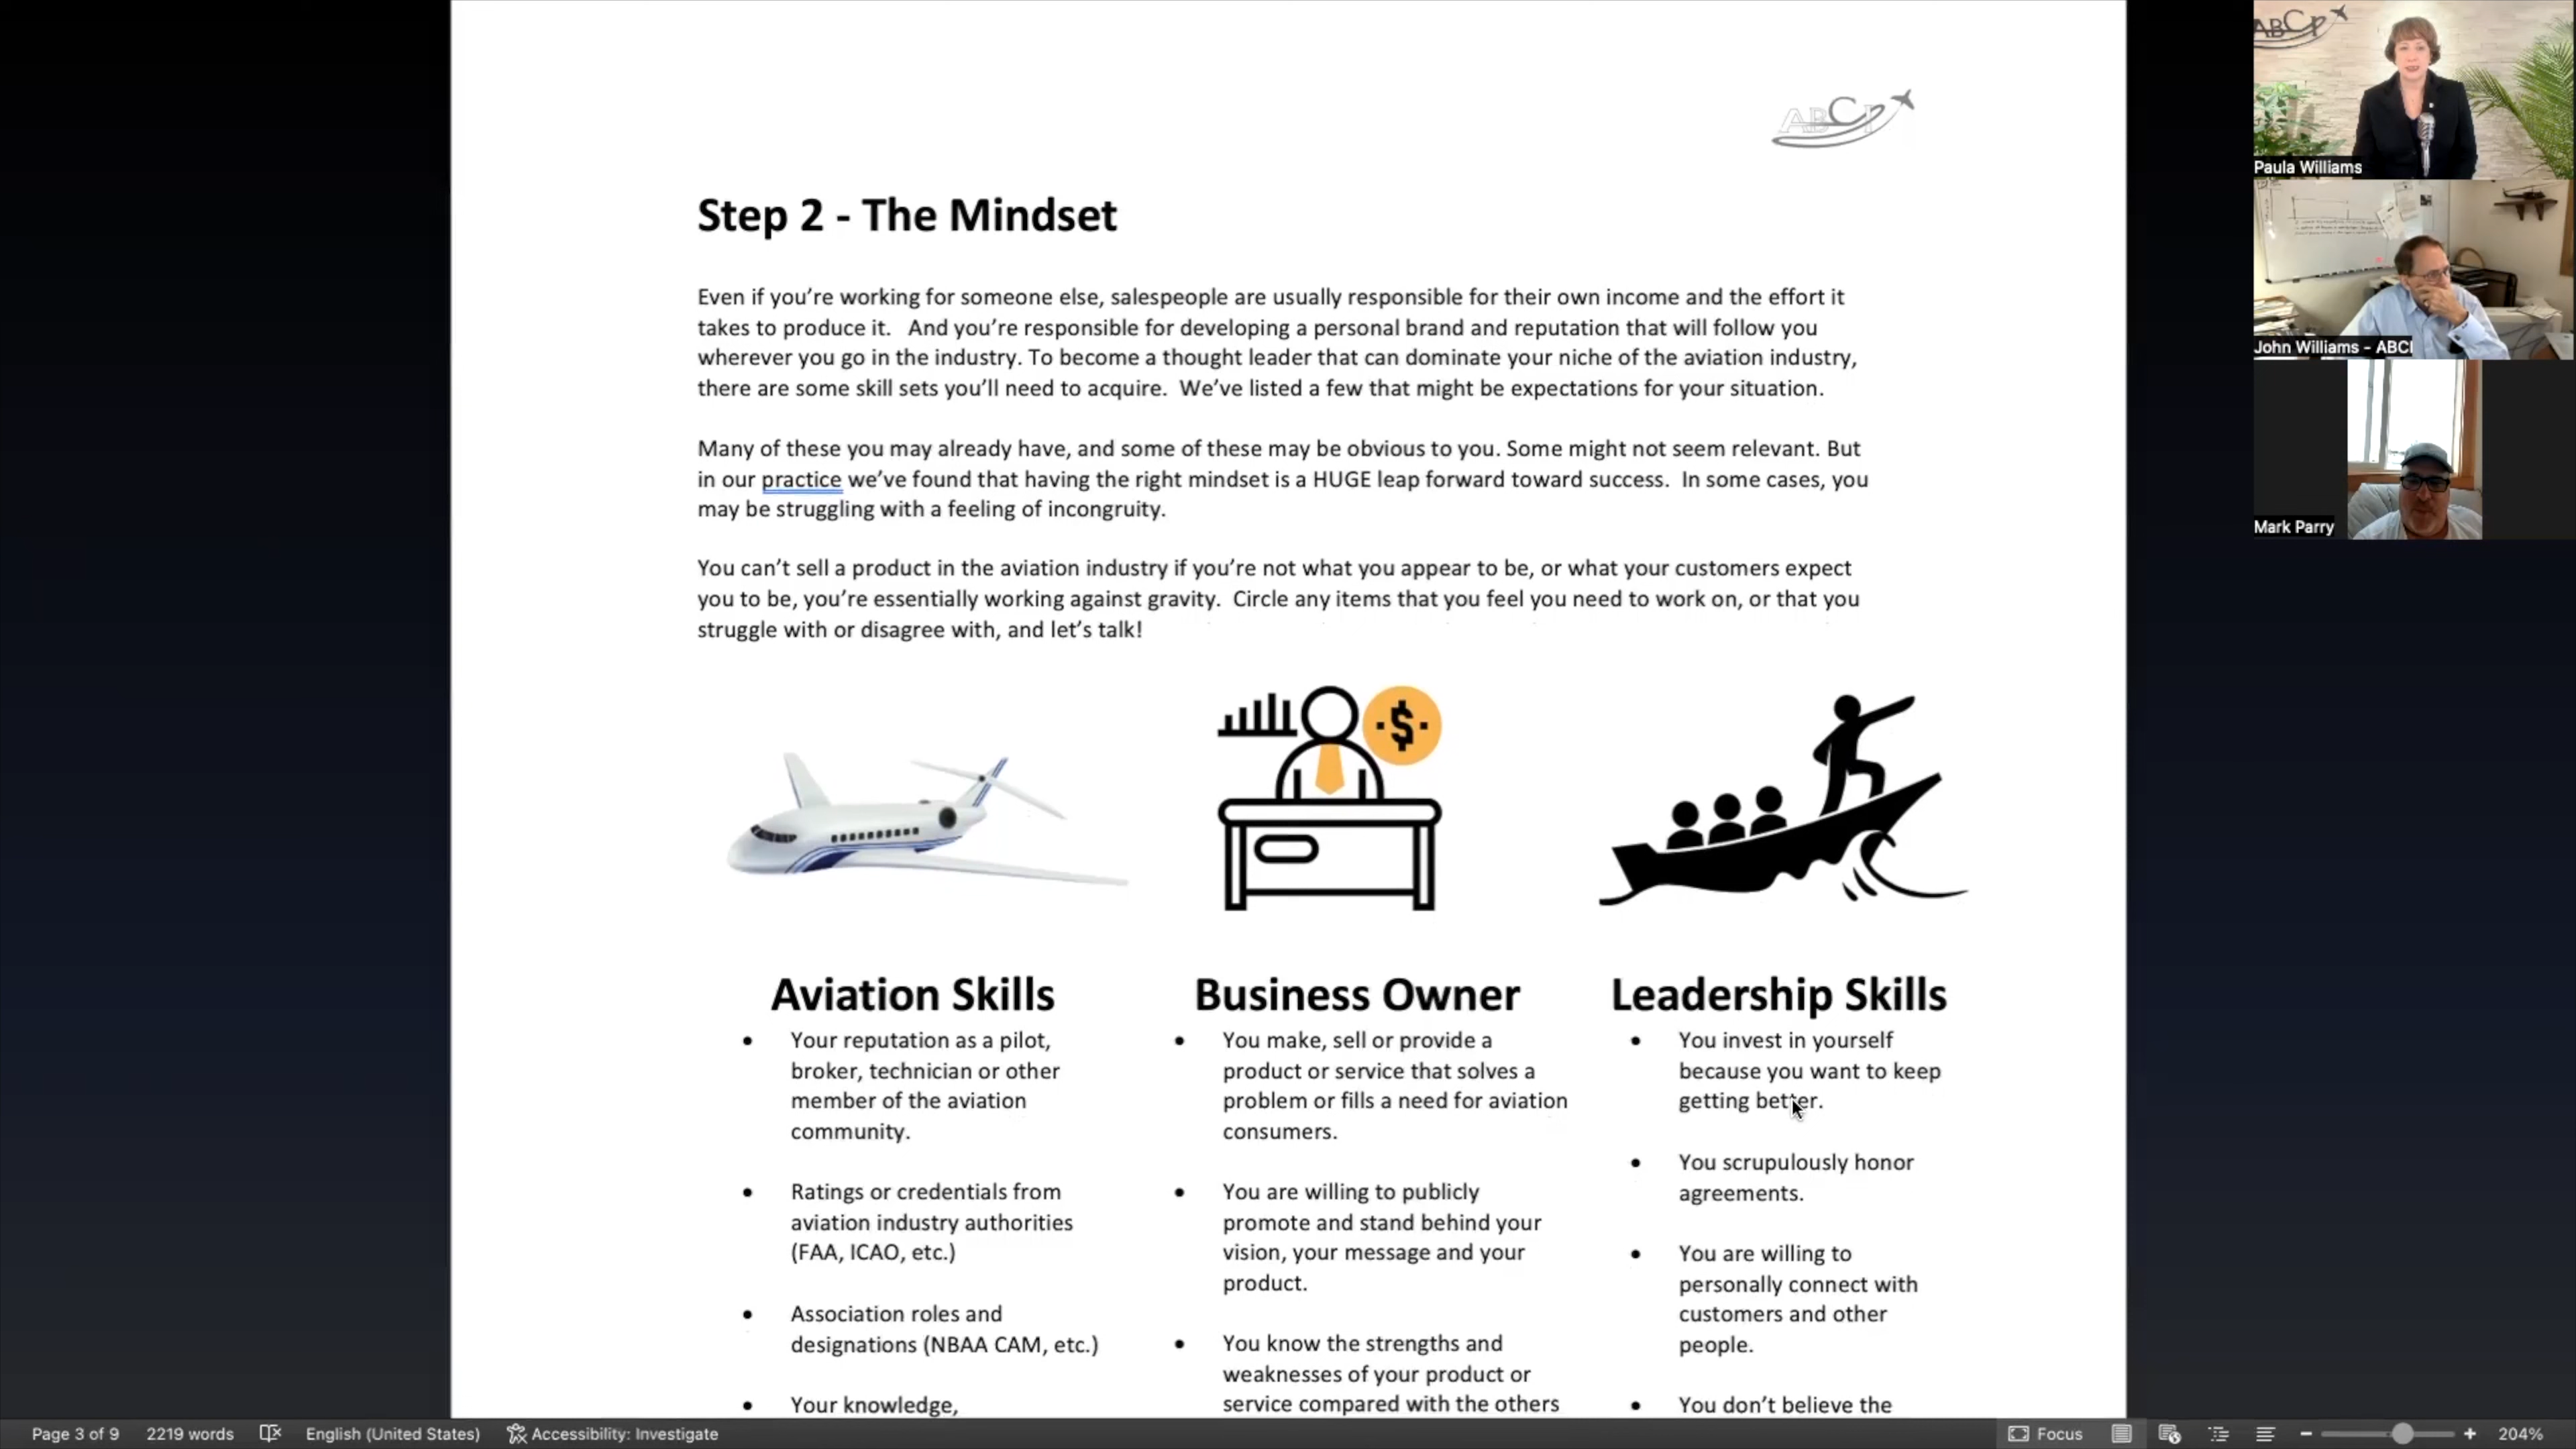 ABCI
Step 2 - The Mindset
Even if you’re working for someone else, salespeople are usually responsible for their own income and the effort it
takes to produce it.   And you’re responsible for developing a personal brand and reputation that will follow you
wherever you go in the industry. To become a thought leader that can dominate your niche of the aviation industry,
there are some skill sets you’ll need to acquire.  We’ve listed a few that might be expectations for your situation.
Many of these you may already have, and some of these may be obvious to you. Some might not seem relevant. But
in our practice we’ve found that having the right mindset is a HUGE leap forward toward success.  In some cases, you
may be struggling with a feeling of incongruity.
You can’t sell a product in the aviation industry if you’re not what you appear to be, or what your customers expect
you to be, you’re essentially working against gravity.  Circle any items that you feel you need to work on, or that you
struggle with or disagree with, and let’s talk!
$
Aviation Skills
• Your reputation as a pilot,
broker, technician or other
member of the aviation
community.
• Ratings or credentials from
aviation industry authorities
(FAA, ICAO, etc.)
• Association roles and
designations (NBAA CAM, etc.)
• Your knowledge,
Business Owner
• You make, sell or provide a
product or service that solves a
problem or fills a need for aviation
consumers.
• You are willing to publicly
promote and stand behind your
vision, your message and your
product.
• You know the strengths and
weaknesses of your product or
service compared with the others
Leadership Skills
• You invest in yourself
because you want to keep
getting better.
• You scrupulously honor
agreements.
• You are willing to
personally connect with
customers and other
people.
• You don’t believe the
ABCI
Paula Williams
John Williams - ABCI
Mark Parry
Page 3 of 9
2219 words
English (United States)
Accessibility: Investigate
Focus
204%